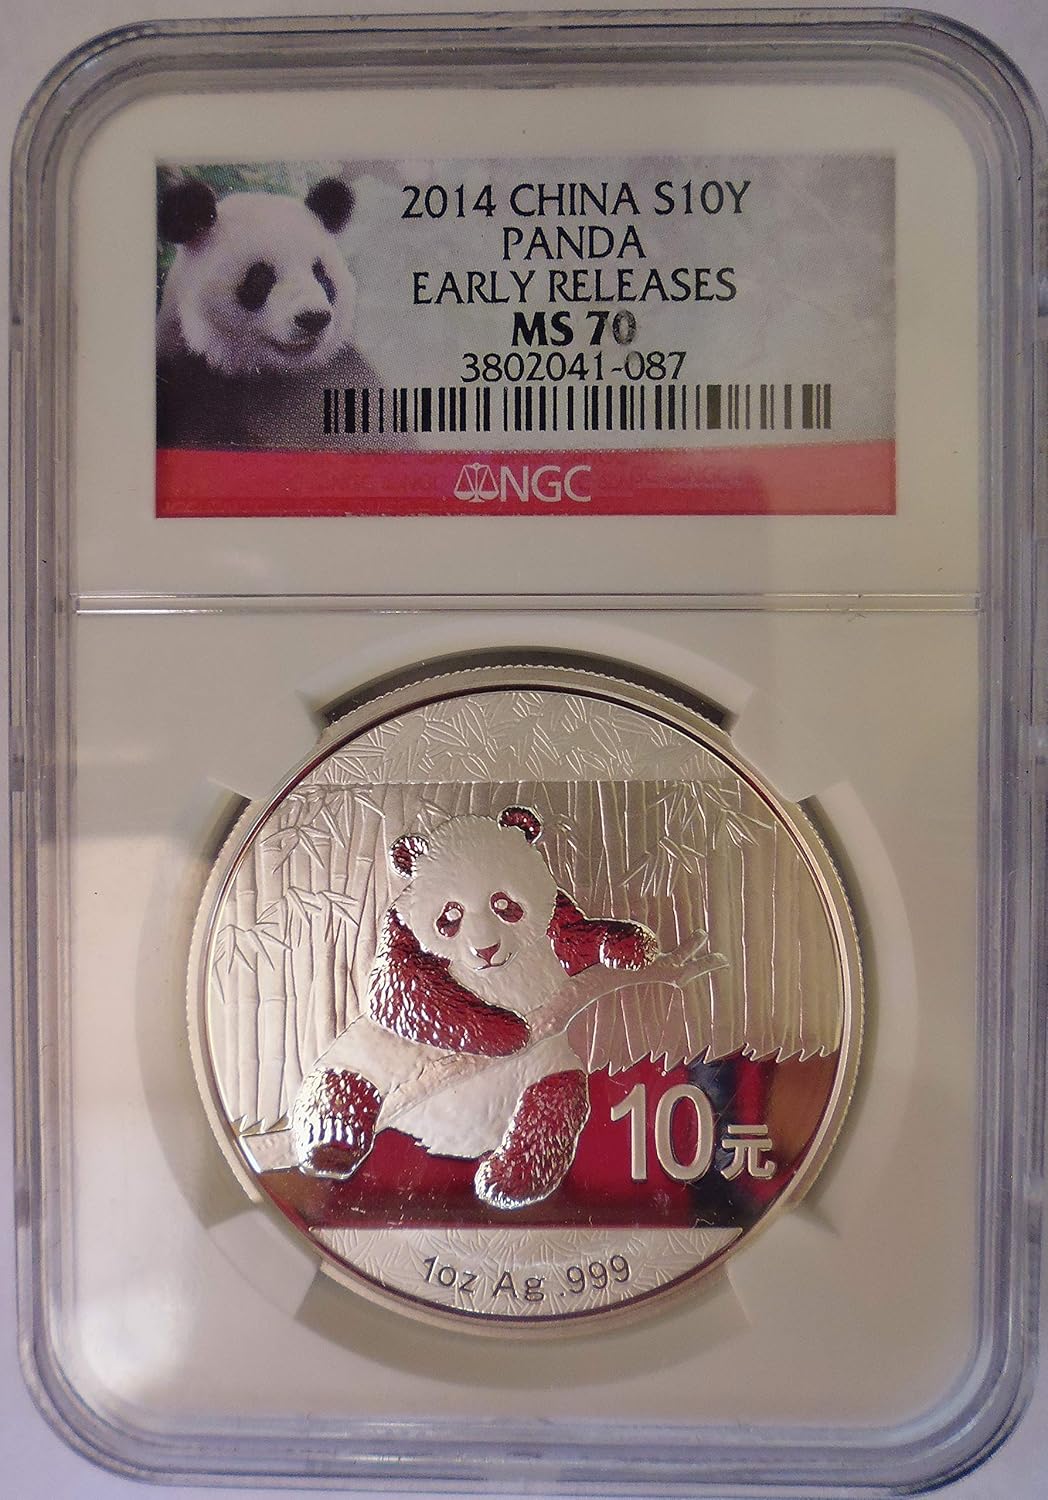 2014 CHINA S10Y
PANDA
EARLY RELEASES
MS 70
3802041-087
NGC
10元
1oz Ag .999